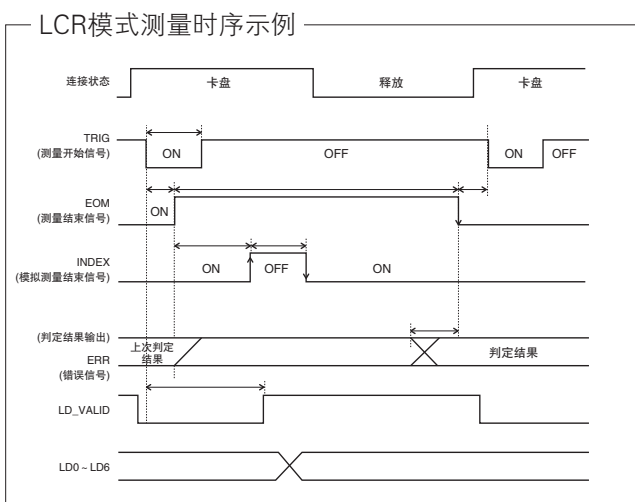 LCR模式测量时序示例
连接状态
卡盘
释放
卡盘
TRIG
(测量开始信号)
ON
OFF
ON
OFF
EOM
(测量结束信号)
ON
INDEX
(模拟测量结束信号)
ON
OFF
ON
(判定结果输出)
ERR
(错误信号)
上次判定
结果
判定结果
LD_VALID
LD0 ~ LD6